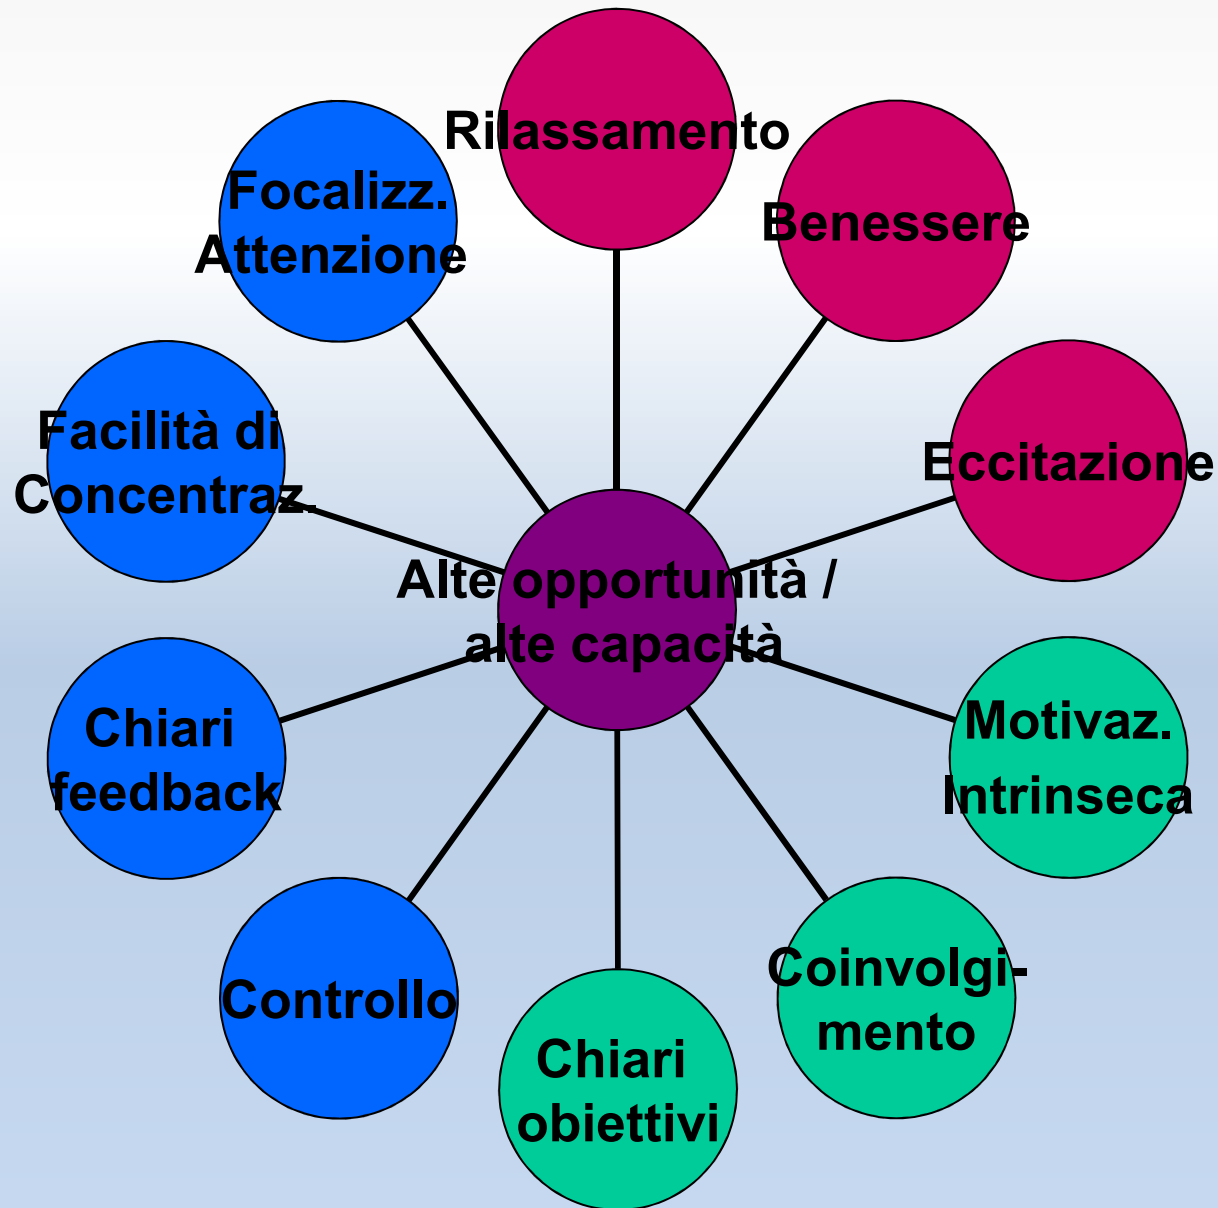 Rilassamento
Benessere
Eccitazione
Motivaz.
Intrinseca
Coinvolgi-
mento
Chiari
obiettivi
Controllo
Chiari
feedback
Facilità di
Concentraz.
Focalizz.
Attenzione
Alte opportunità /
alte capacità